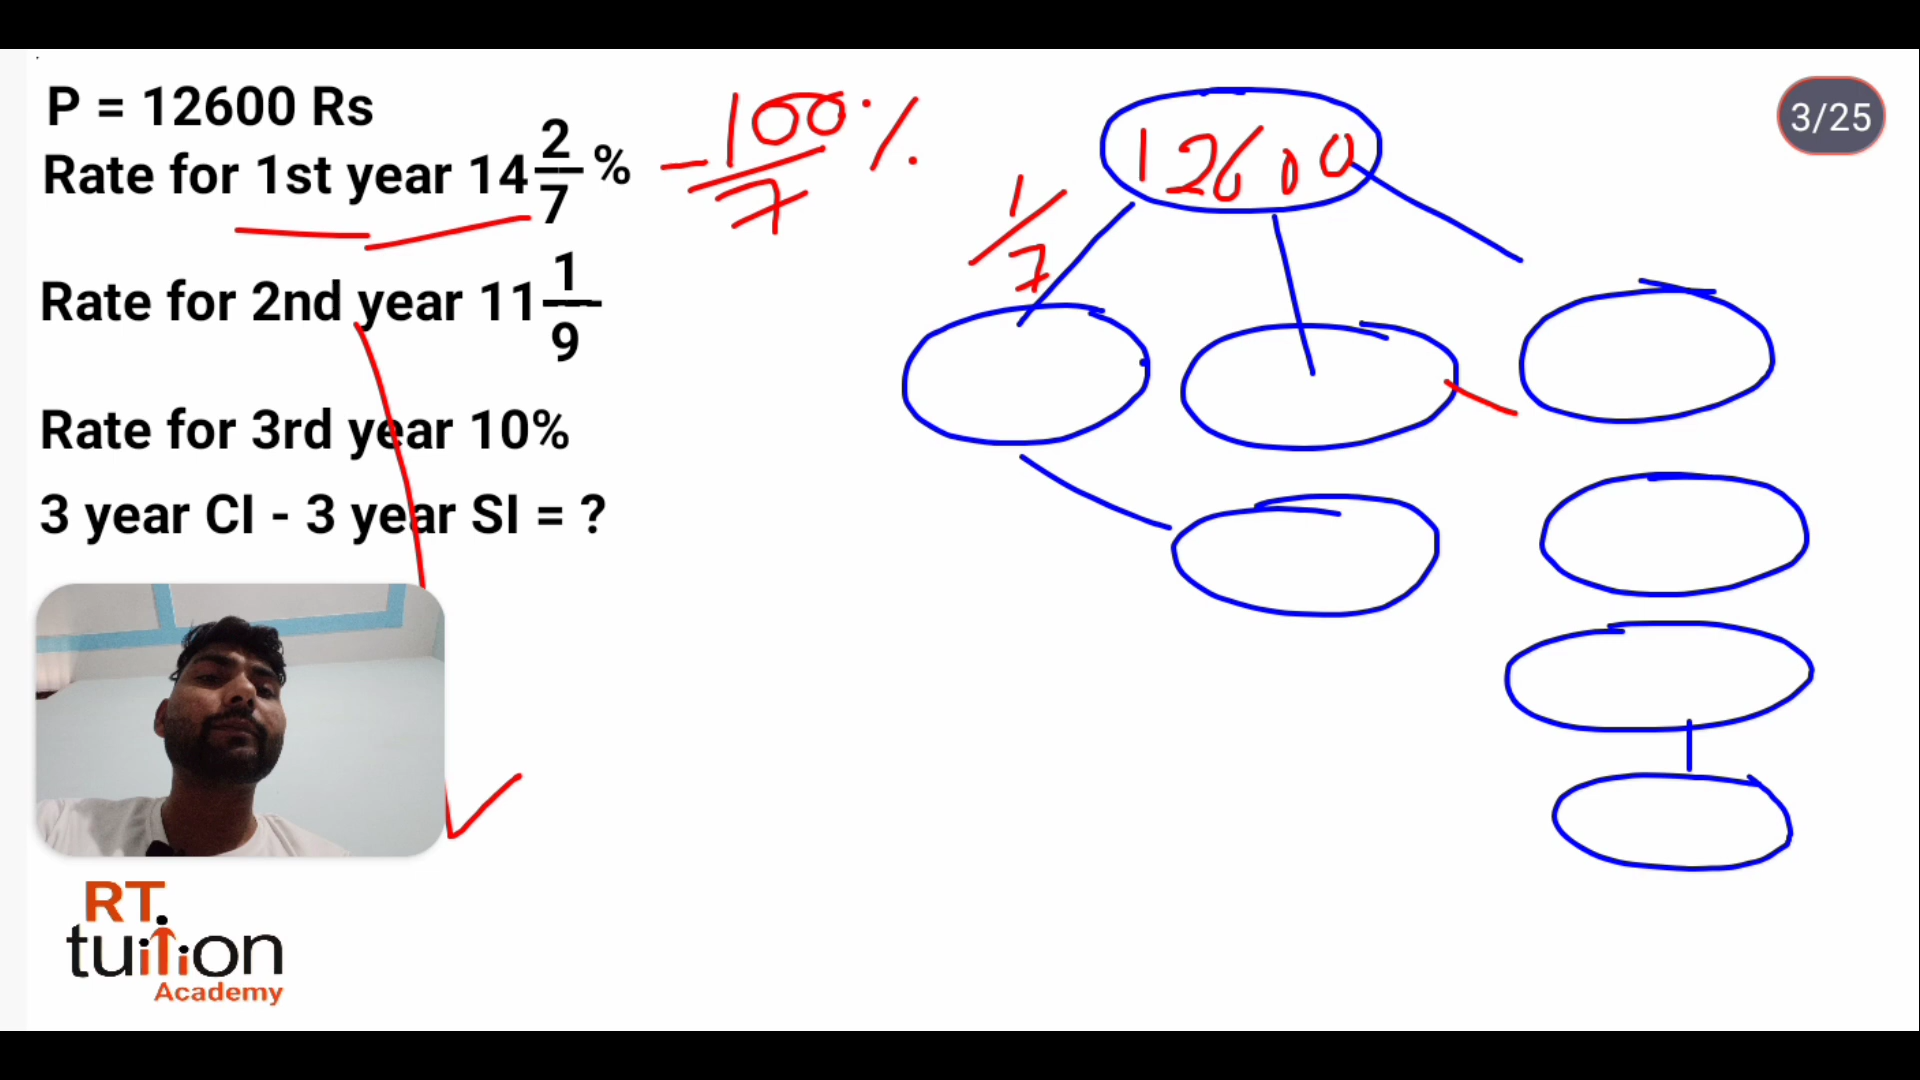 P = 12600 Rs
Rate for 1st year 14 2/7 %
100/7 %
Rate for 2nd year 11 1/9
Rate for 3rd year 10%
3 year CI - 3 year SI = ?
12600
1/7
3/25
RT
tuition
Academy